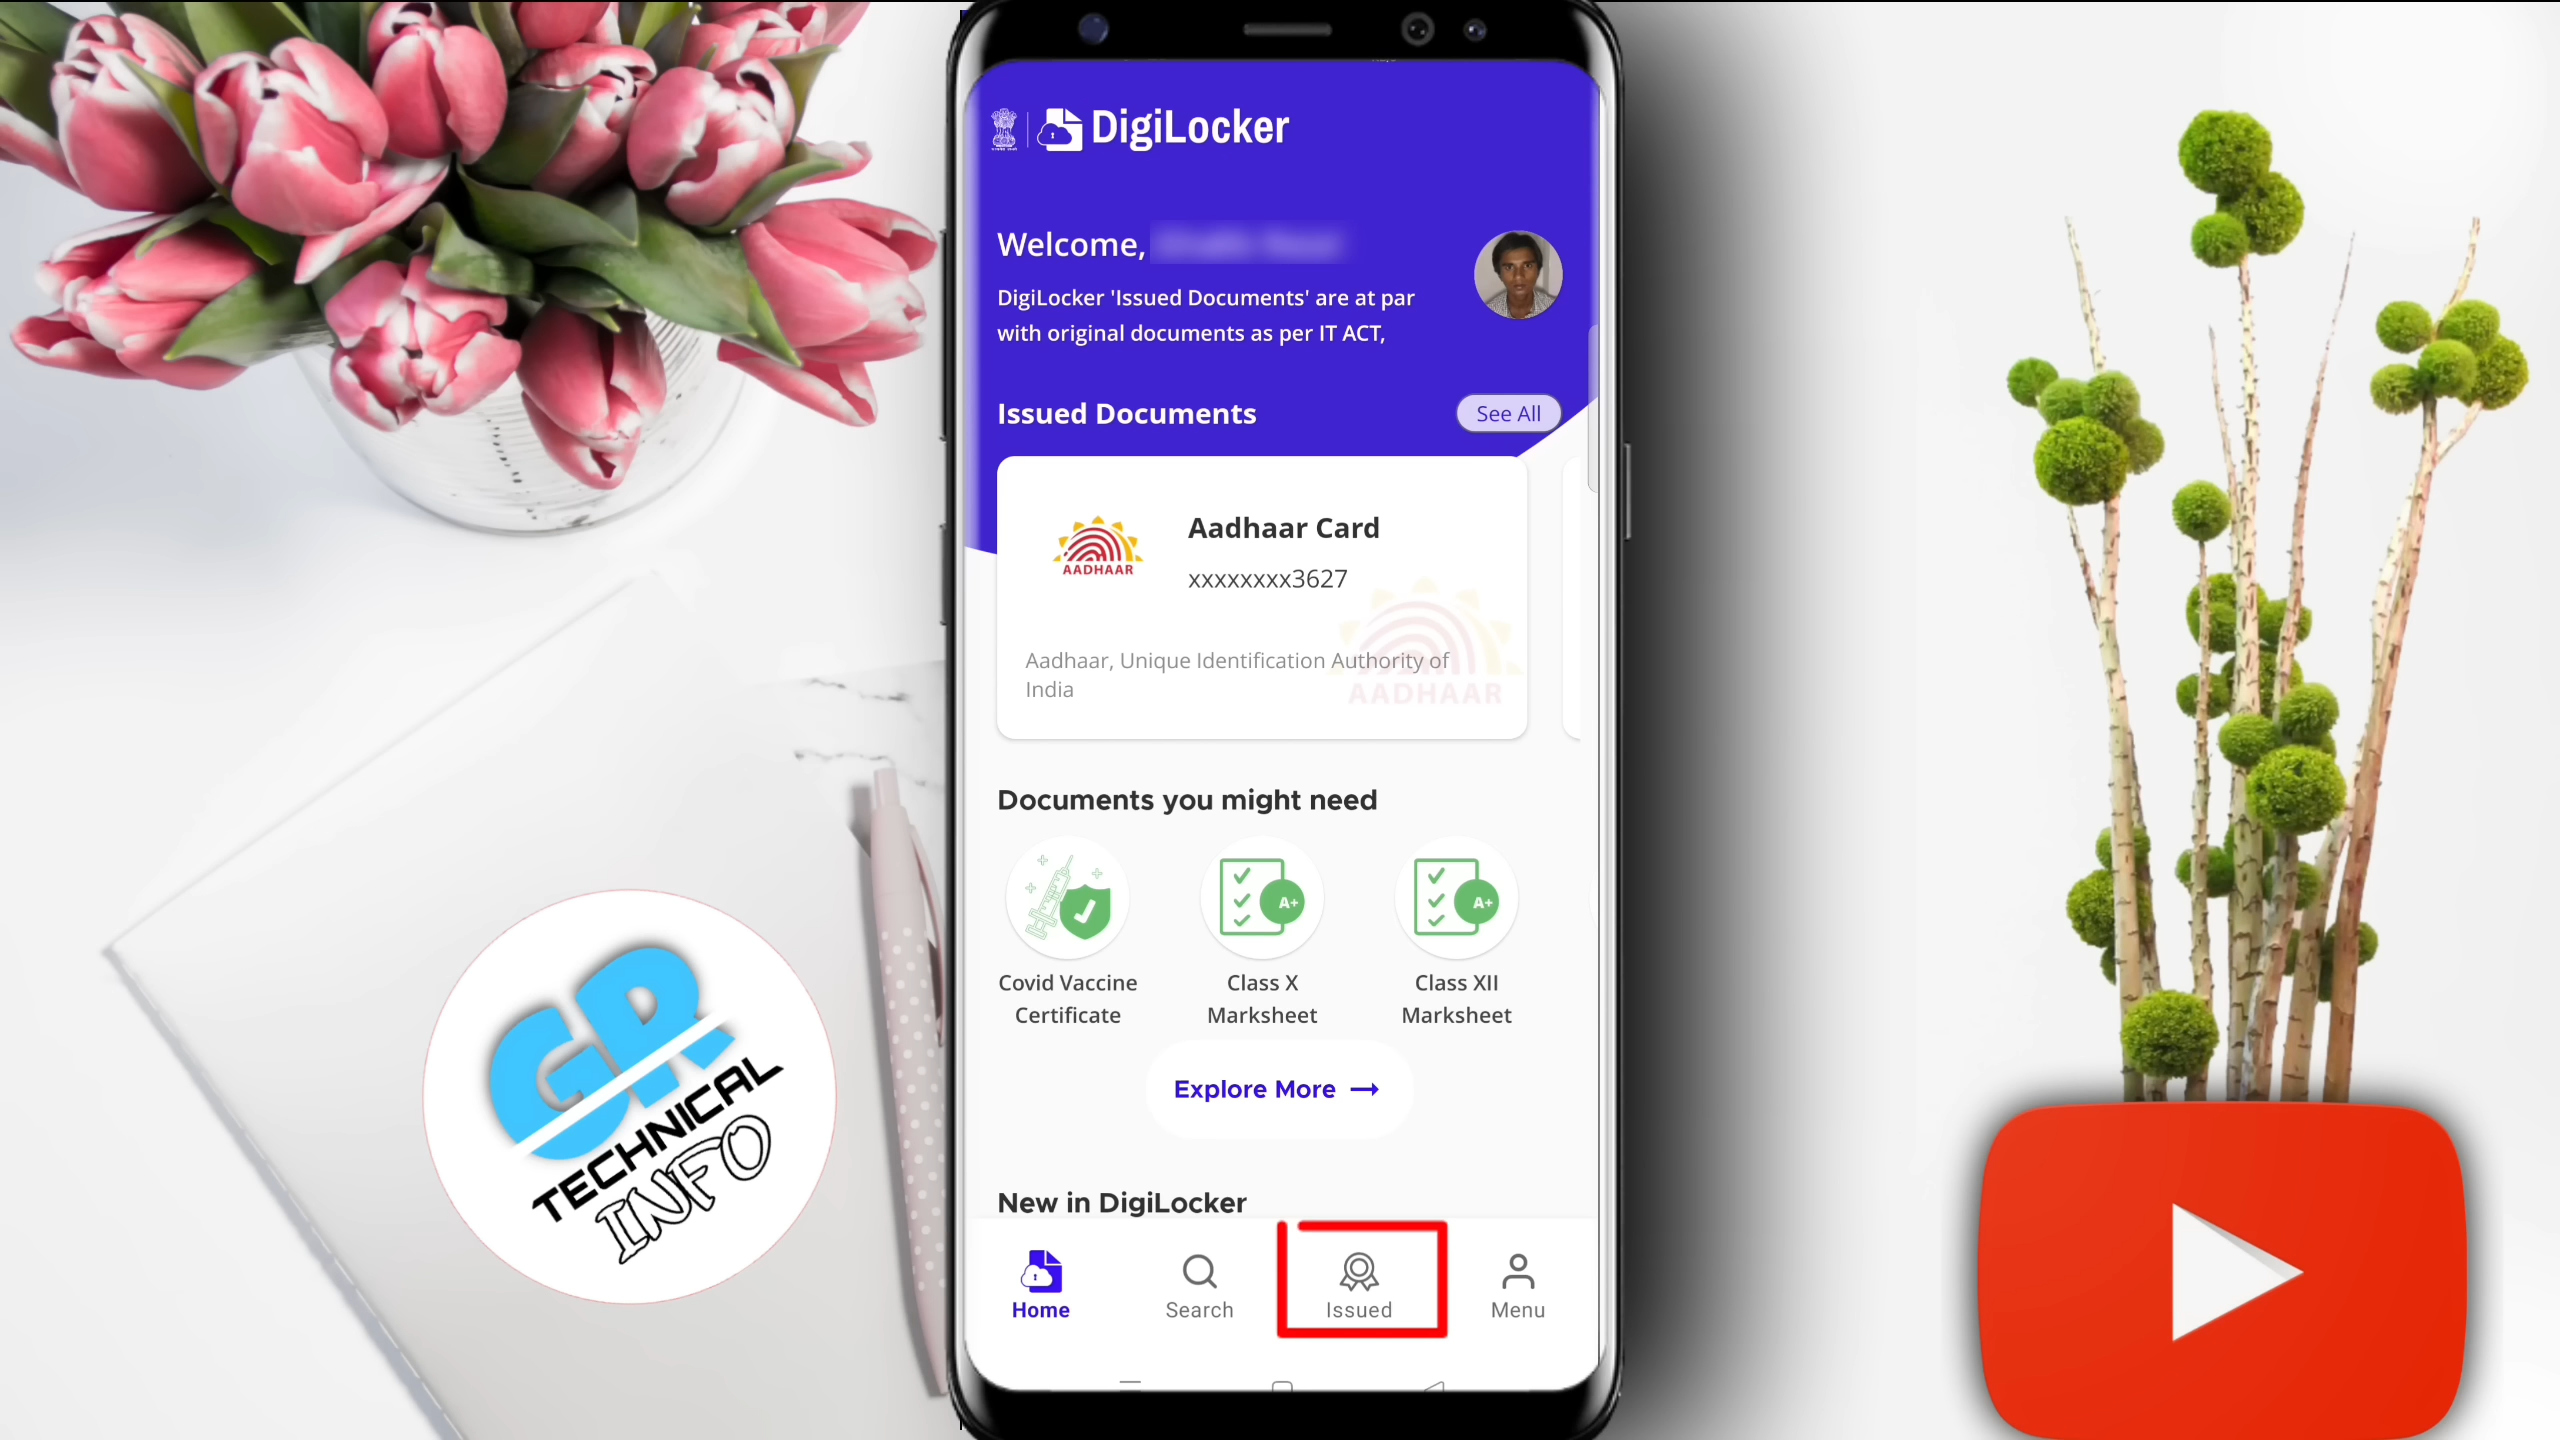 DigiLocker
Welcome,
DigiLocker 'Issued Documents' are at par
with original documents as per IT ACT,
Issued Documents
See All
AADHAAR
Aadhaar Card
xxxxxxxx3627
Aadhaar, Unique Identification Authority of
India
AADHAAR
Documents you might need
A+
A+
Covid Vaccine
Certificate
Class X
Marksheet
Class XII
Marksheet
Explore More →
New in DigiLocker
Home
Search
Issued
Menu
GR
TECHNICAL
INFO